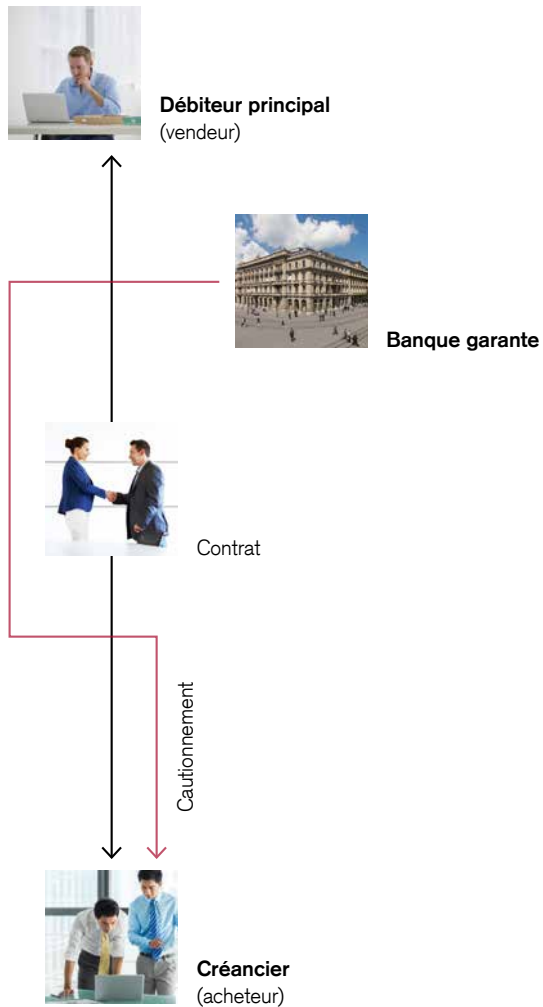 Débiteur principal
(vendeur)
Banque garante
Contrat
Cautionnement
Créancier
(acheteur)